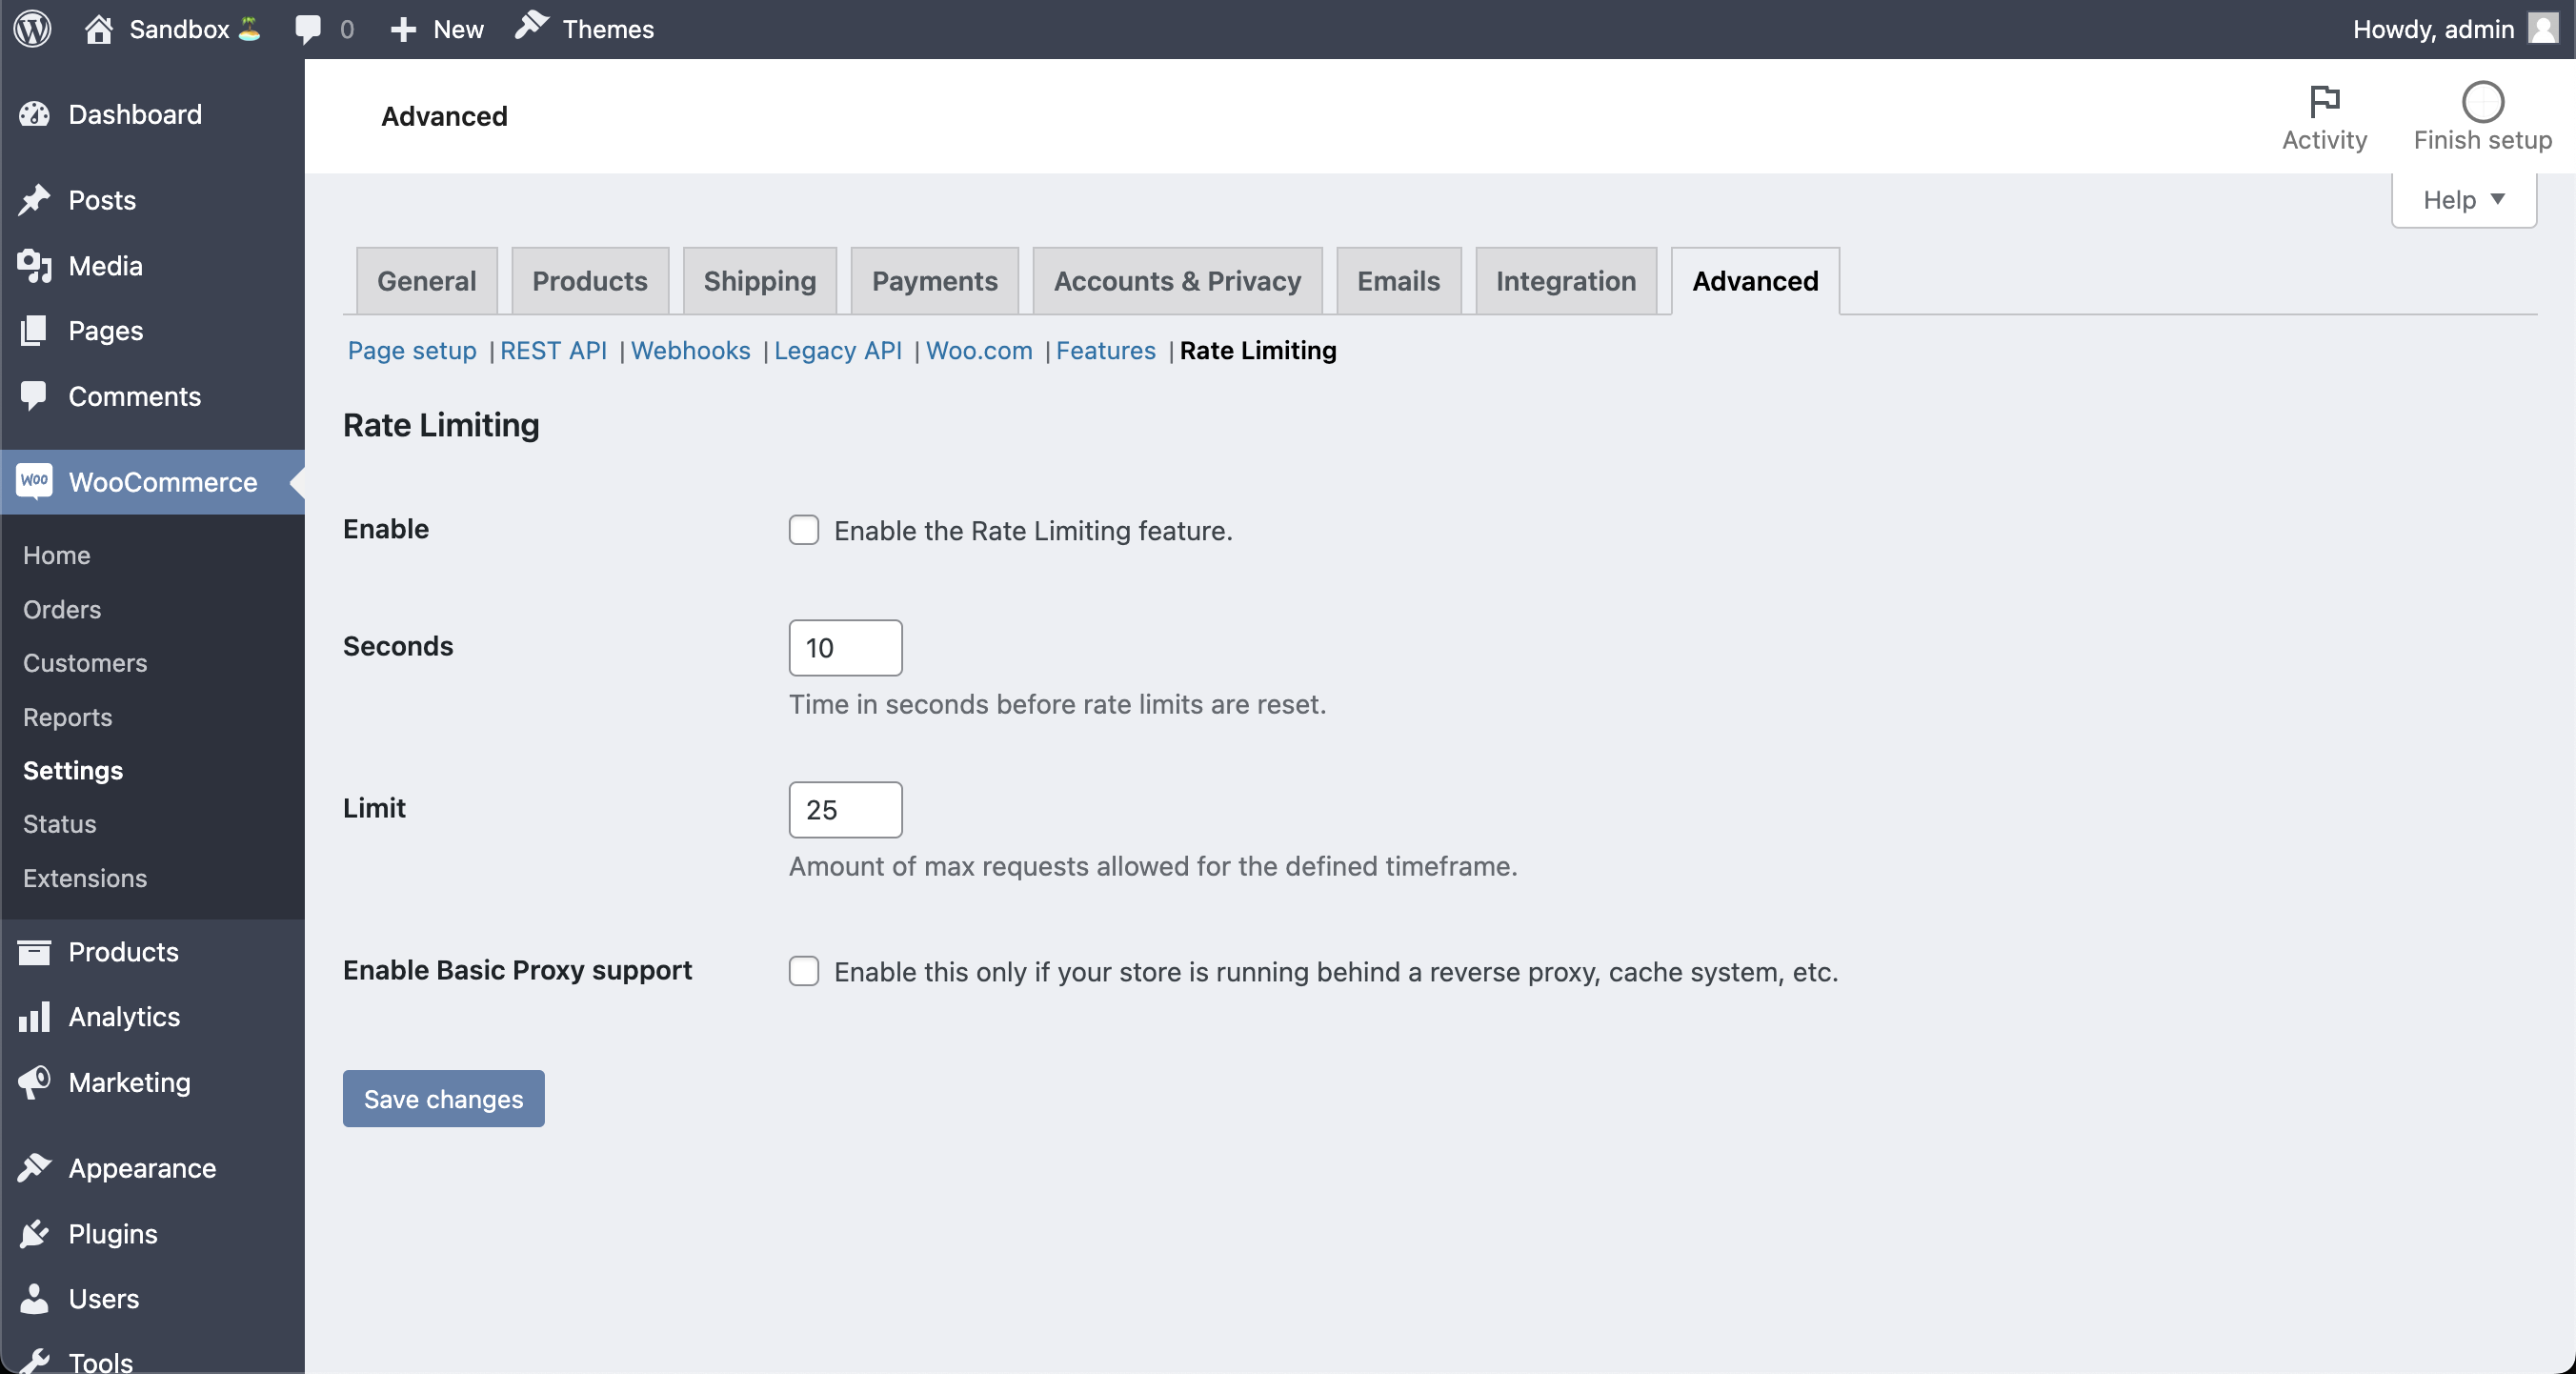 Sandbox 🏝️ 0 New Themes Howdy, admin
Dashboard
Posts
Media
Pages
Comments
Woo WooCommerce
Home
Orders
Customers
Reports
Settings
Status
Extensions
Products
Analytics
Marketing
Appearance
Plugins
Users
Tools
Advanced
Activity
Finish setup
Help
General Products Shipping Payments Accounts & Privacy Emails Integration Advanced
Page setup | REST API | Webhooks | Legacy API | Woo.com | Features | Rate Limiting
Rate Limiting
Enable Enable the Rate Limiting feature.
Seconds 10
Time in seconds before rate limits are reset.
Limit 25
Amount of max requests allowed for the defined timeframe.
Enable Basic Proxy support Enable this only if your store is running behind a reverse proxy, cache system, etc.
Save changes